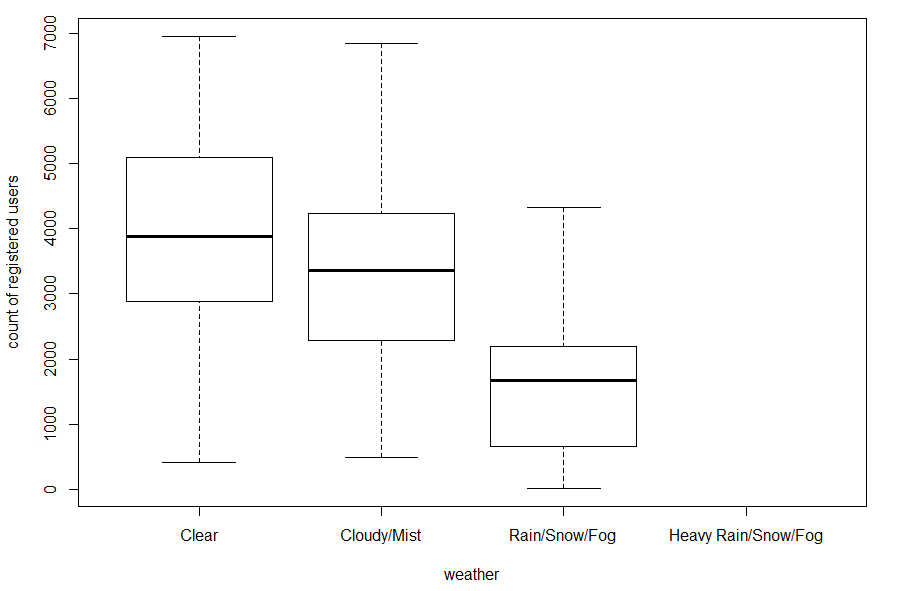 7000
6000
5000
4000
3000
2000
1000
0
count of registered users
Clear
Cloudy/Mist
Rain/Snow/Fog
Heavy Rain/Snow/Fog
weather